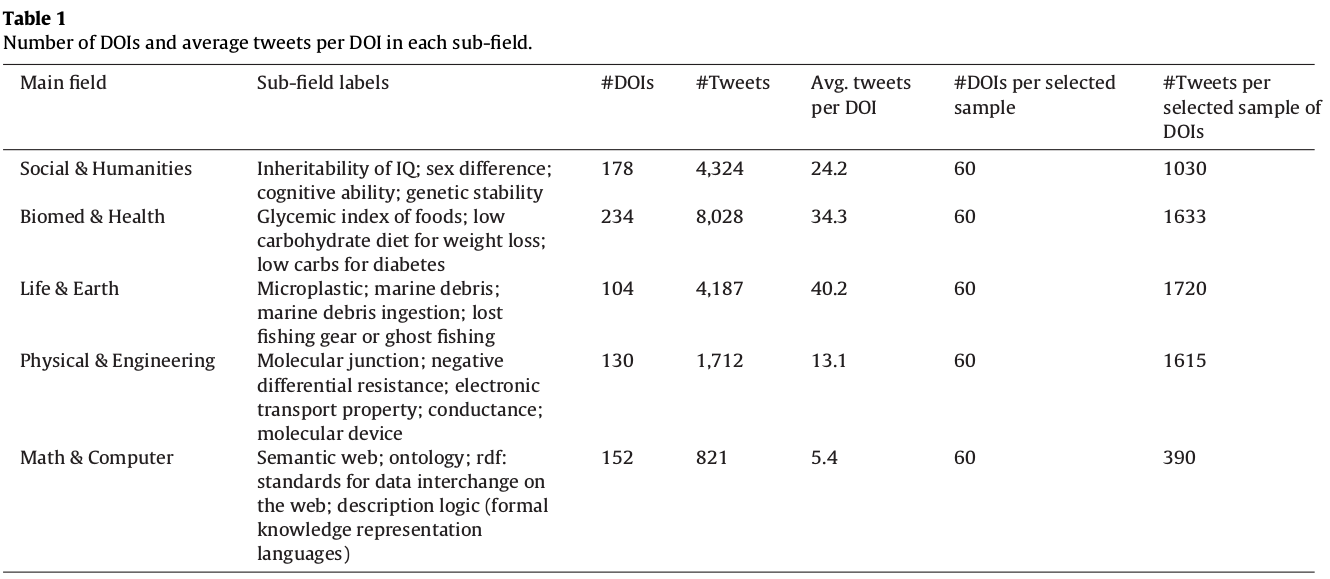 Table 1
Number of DOIs and average tweets per DOI in each sub-field.
Main field Sub-field labels #DOIs #Tweets Avg. tweets per DOI #DOIs per selected sample #Tweets per selected sample of DOIs
Social & Humanities Inheritability of IQ; sex difference; 178 4,324 24.2 60 1030
cognitive ability; genetic stability
Biomed & Health Glycemic index of foods; low 234 8,028 34.3 60 1633
carbohydrate diet for weight loss;
low carbs for diabetes
Life & Earth Microplastic; marine debris; 104 4,187 40.2 60 1720
marine debris ingestion; lost
fishing gear or ghost fishing
Physical & Engineering Molecular junction; negative 130 1,712 13.1 60 1615
differential resistance; electronic
transport property; conductance;
molecular device
Math & Computer Semantic web; ontology; rdf: 152 821 5.4 60 390
standards for data interchange on
the web; description logic (formal
knowledge representation
languages)